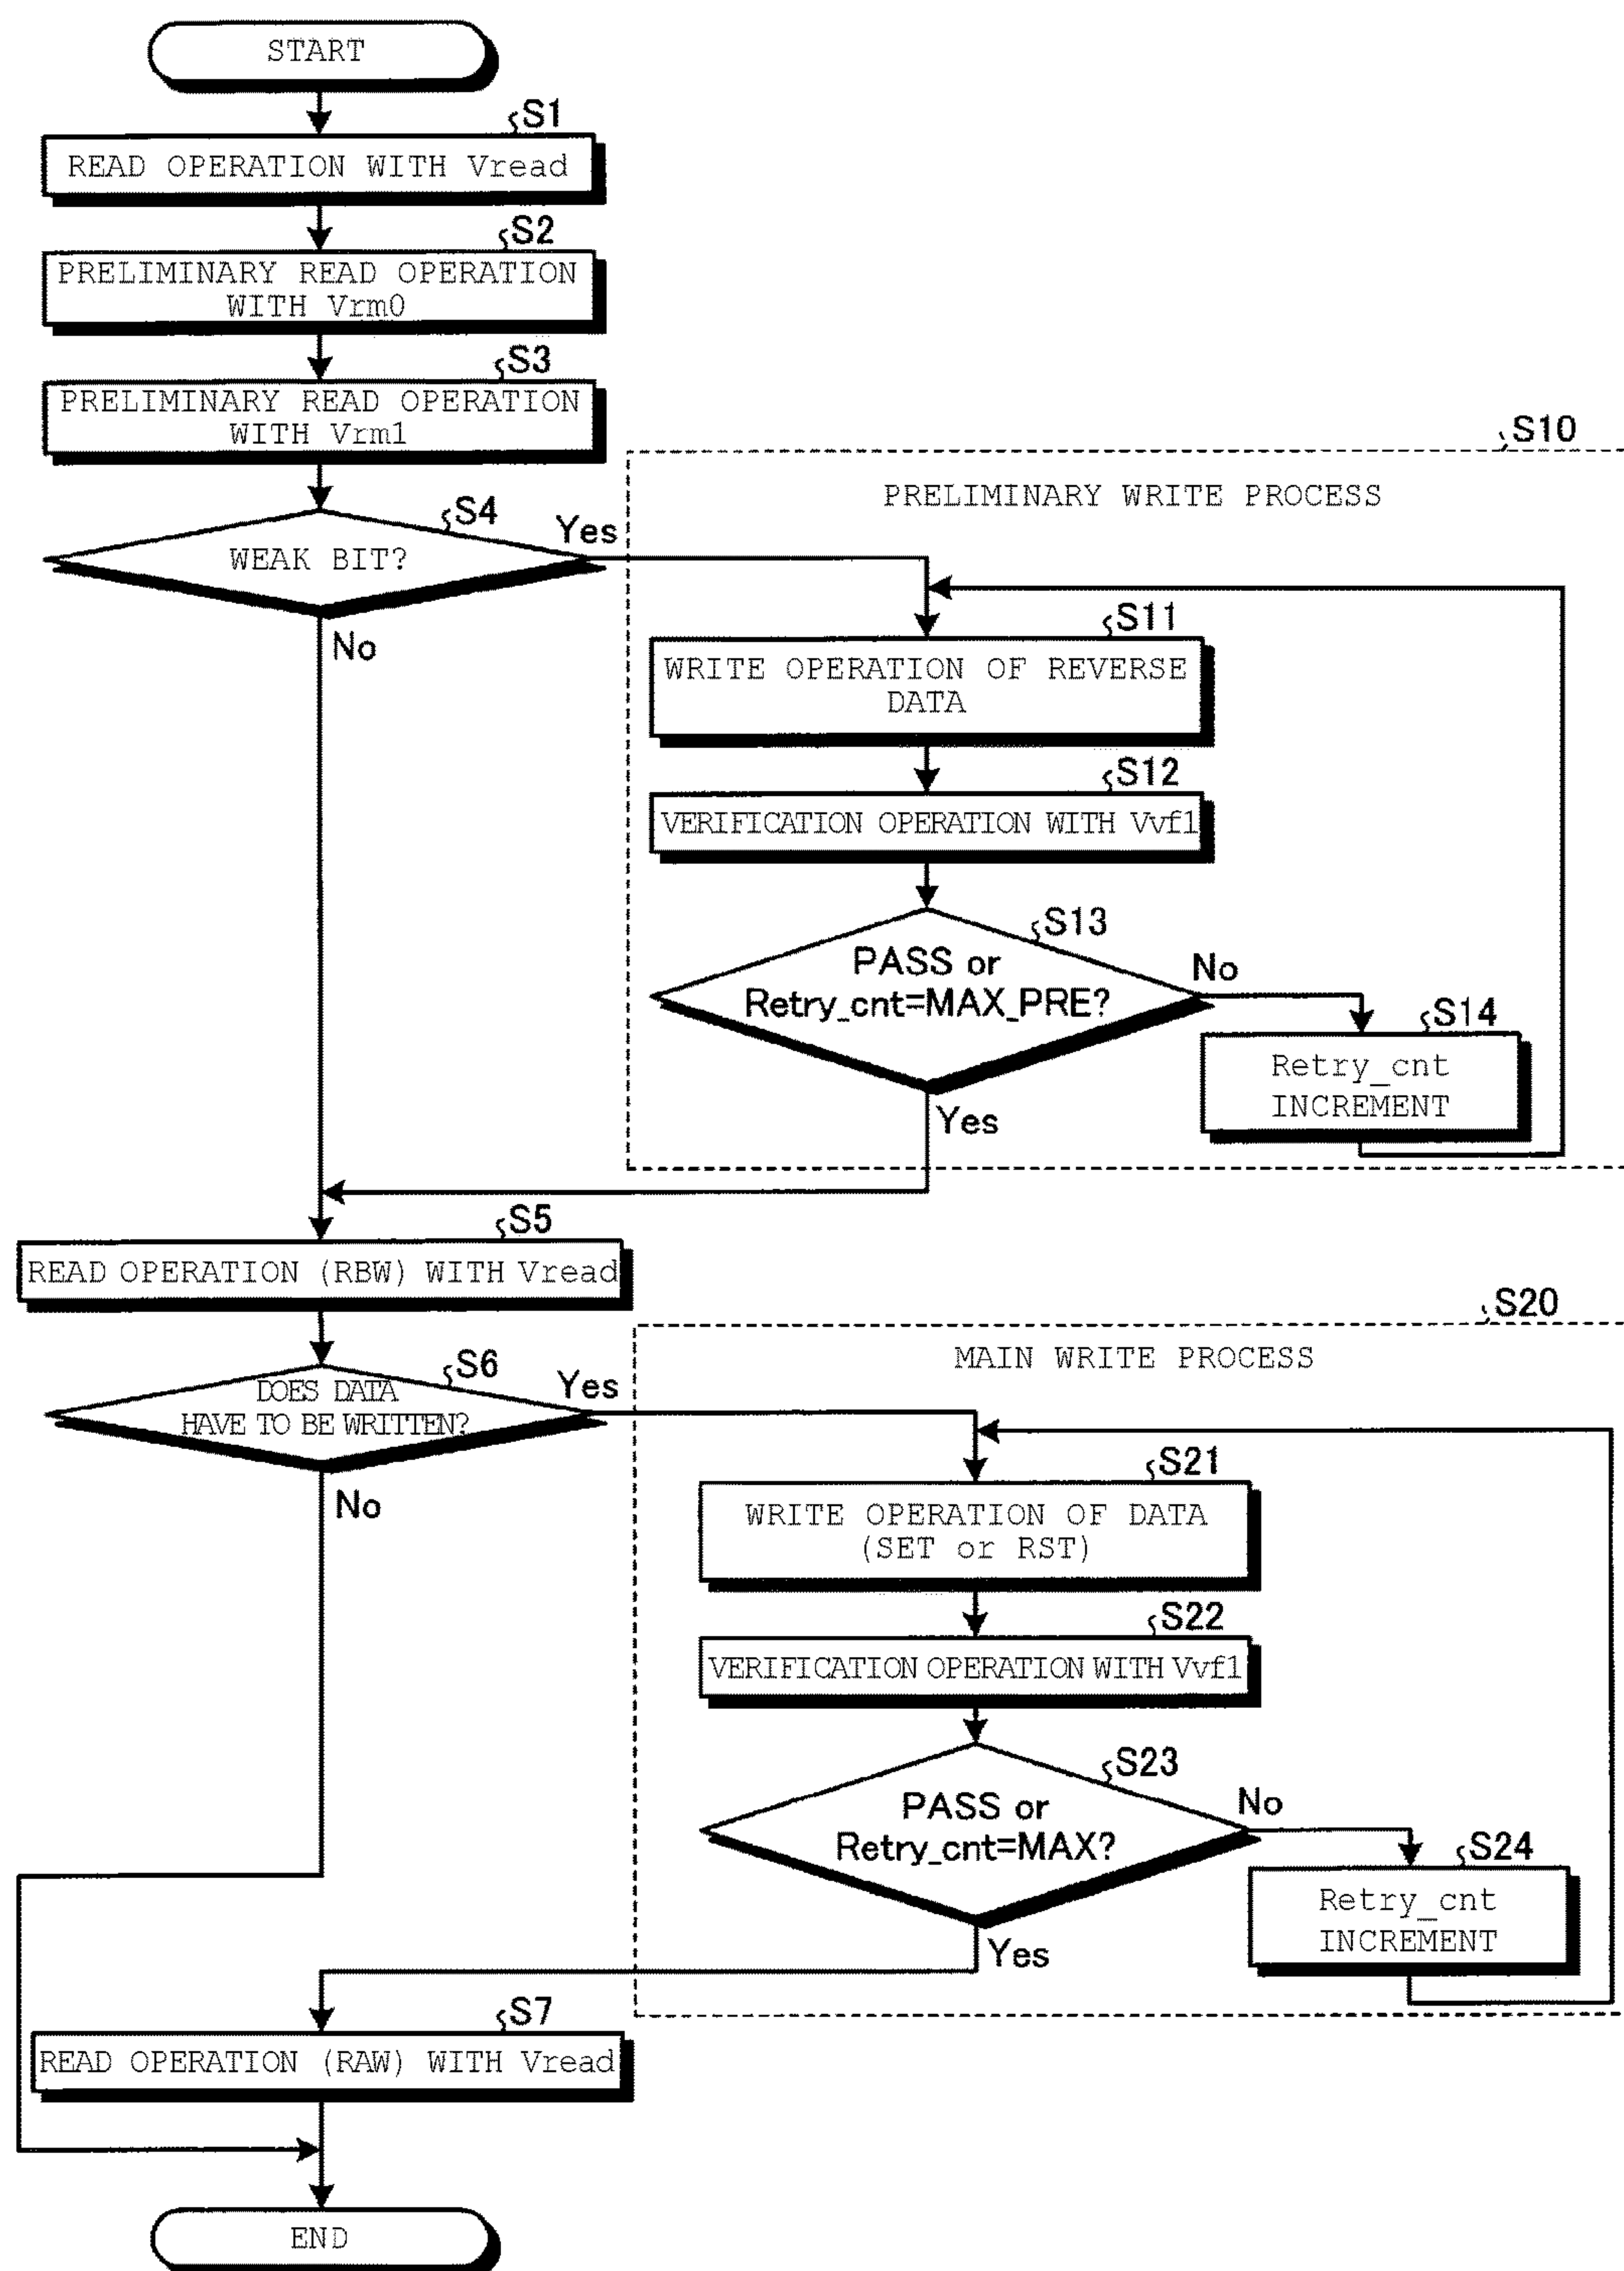 START
S1
READ OPERATION WITH Vread
S2
PRELIMINARY READ OPERATION
WITH Vrm0
S3
PRELIMINARY READ OPERATION
WITH Vrm1
S4
WEAK BIT?
Yes
No
S10
PRELIMINARY WRITE PROCESS
S11
WRITE OPERATION OF REVERSE
DATA
S12
VERIFICATION OPERATION WITH Vvf1
S13
PASS or
Retry_cnt=MAX_PRE?
No
Yes
S14
Retry_cnt
INCREMENT
S5
READ OPERATION (RBW) WITH Vread
S6
DOES DATA
HAVE TO BE WRITTEN?
Yes
No
S20
MAIN WRITE PROCESS
S21
WRITE OPERATION OF DATA
(SET or RST)
S22
VERIFICATION OPERATION WITH Vvf1
S23
PASS or
Retry_cnt=MAX?
No
Yes
S24
Retry_cnt
INCREMENT
S7
READ OPERATION (RAW) WITH Vread
END